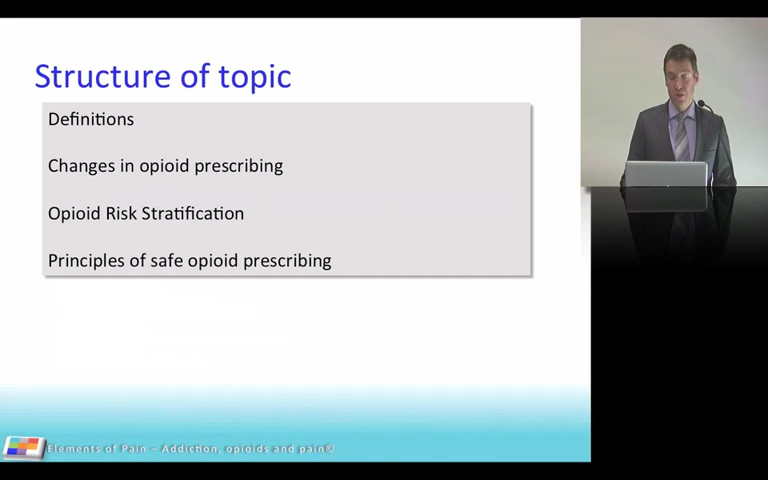 Structure of topic
Definitions
Changes in opioid prescribing
Opioid Risk Stratification
Principles of safe opioid prescribing
Elements of Pain – Addiction, opioids and pain©